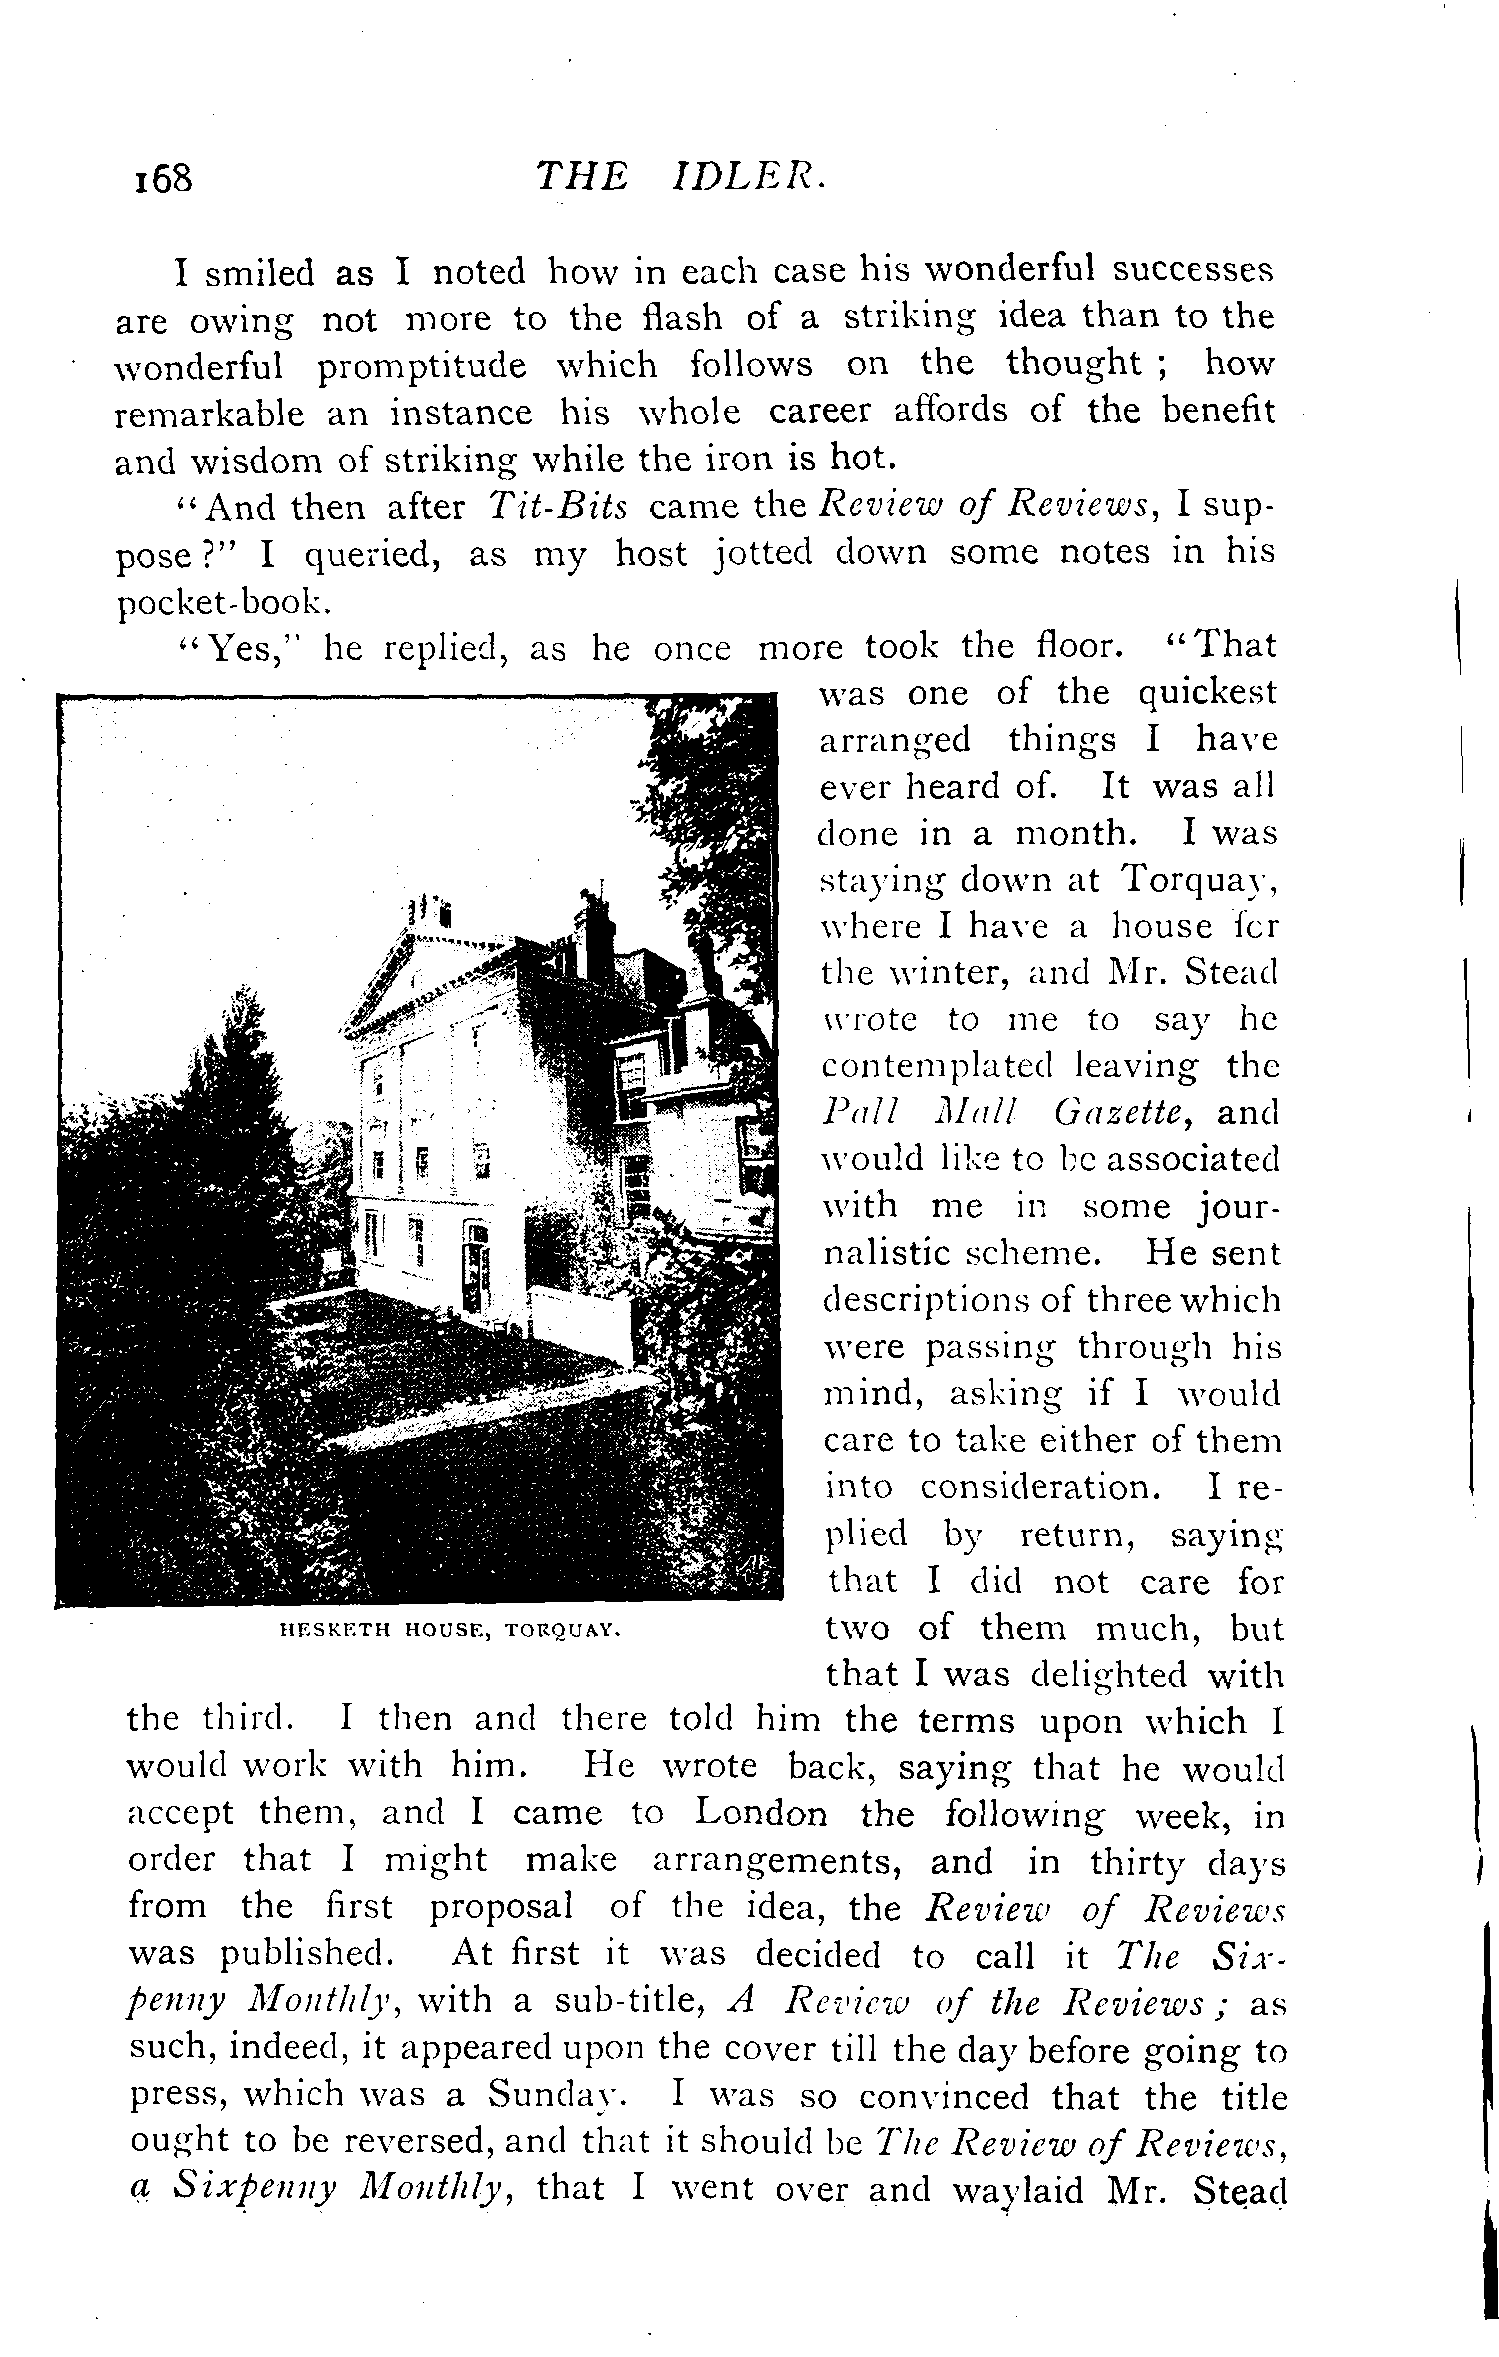 168 THE IDLER.
I smiled as I noted how in each case his wonderful successes
are owing not more to the flash of a striking idea than to the
wonderful promptitude which follows on the thought ; how
remarkable an instance his whole career affords of the benefit
and wisdom of striking while the iron is hot.
"And then after Tit-Bits came the Review of Reviews, I sup-
pose ?" I queried, as my host jotted down some notes in his
pocket-book.
"Yes," he replied, as he once more took the floor. "That
was one of the quickest
arranged things I have
ever heard of. It was all
done in a month. I was
staying down at Torquay,
where I have a house for
the winter, and Mr. Stead
wrote to me to say he
contemplated leaving the
Pall Mall Gazette, and
would like to be associated
with me in some jour-
nalistic scheme. He sent
descriptions of three which
were passing through his
mind, asking if I would
care to take either of them
into consideration. I re-
plied by return, saying
that I did not care for
two of them much, but
that I was delighted with
HESKETH HOUSE, TORQUAY.
the third. I then and there told him the terms upon which I
would work with him. He wrote back, saying that he would
accept them, and I came to London the following week, in
order that I might make arrangements, and in thirty days
from the first proposal of the idea, the Review of Reviews
was published. At first it was decided to call it The Six-
penny Monthly, with a sub-title, A Review of the Reviews ; as
such, indeed, it appeared upon the cover till the day before going to
press, which was a Sunday. I was so convinced that the title
ought to be reversed, and that it should be The Review of Reviews,
a Sixpenny Monthly, that I went over and waylaid Mr. Stead